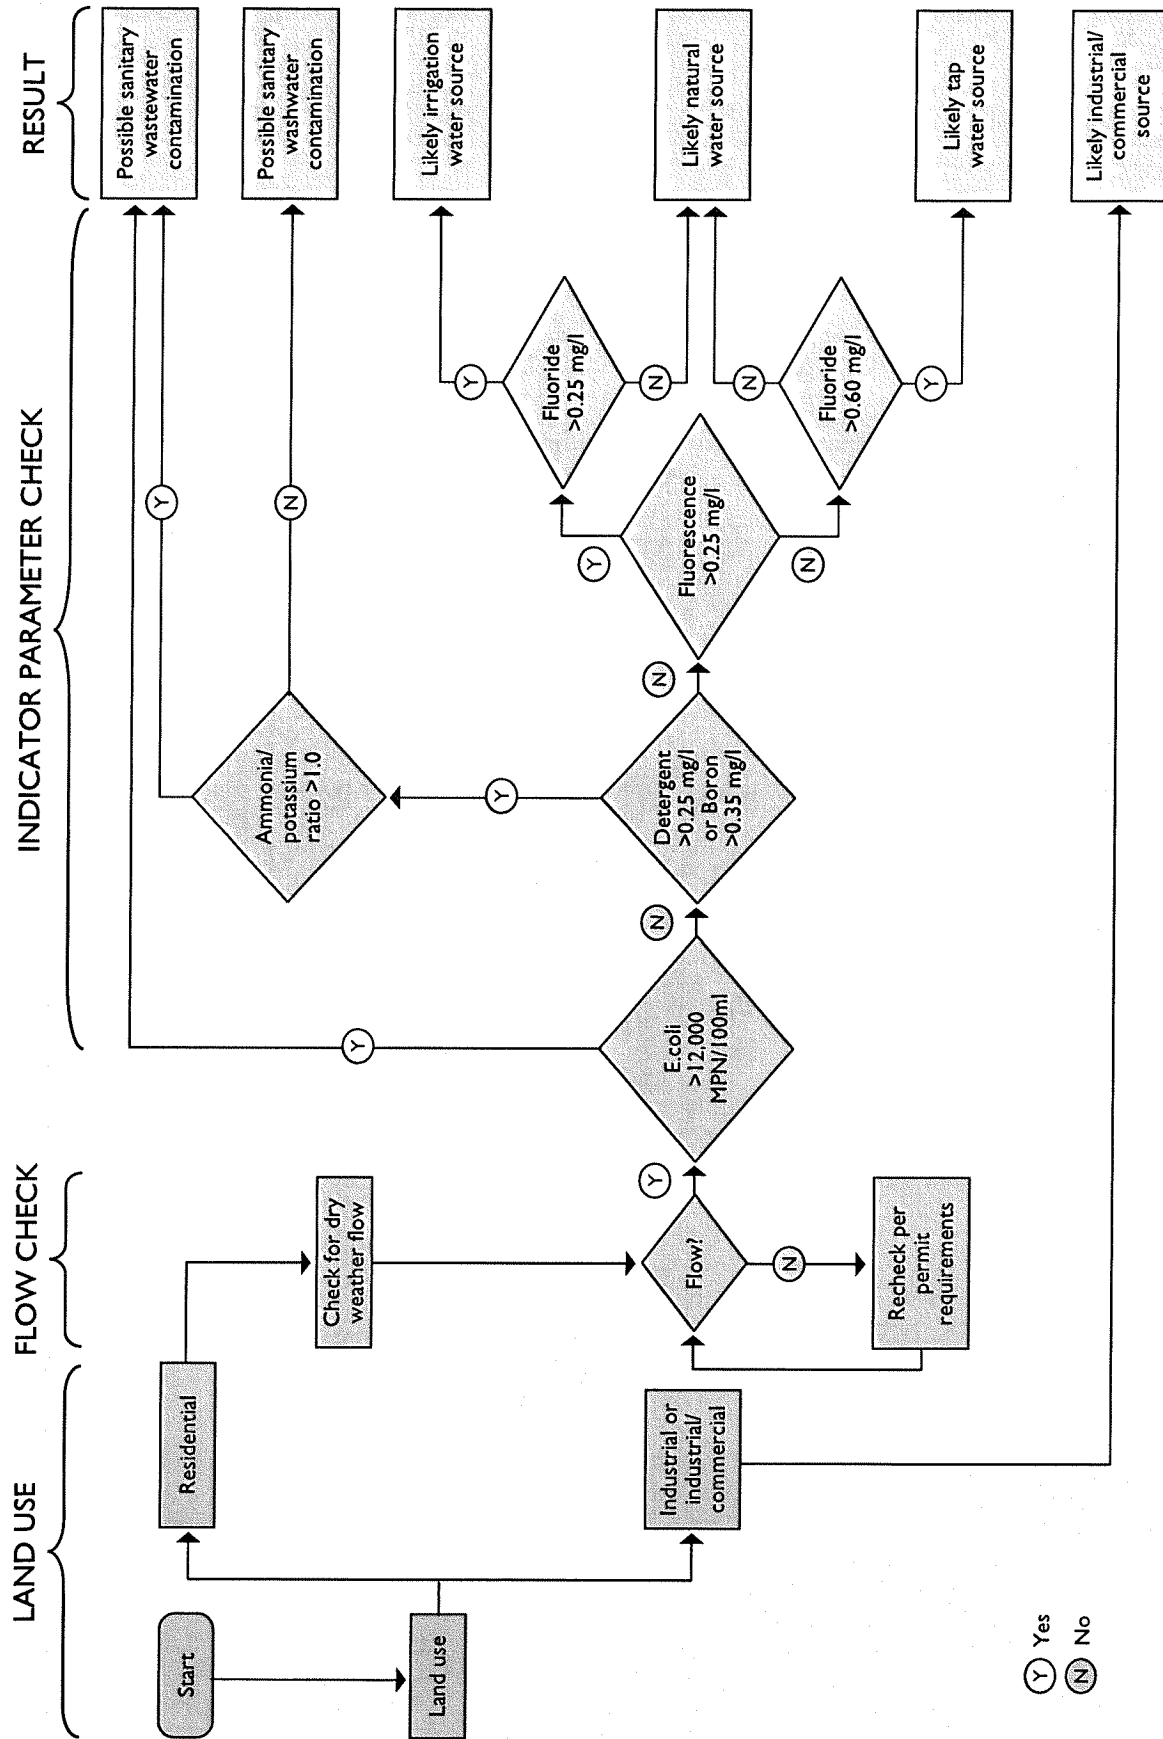 LAND USE
FLOW CHECK
INDICATOR PARAMETER CHECK
RESULT
Start
Land use
Residential
Industrial or
industrial/
commercial
Check for dry
weather flow
Flow?
Recheck per
permit
requirements
Y
N
E.coli
>12,000
MPN/100ml
Y
N
Detergent
>0.25 mg/l
or Boron
>0.35 mg/l
Y
N
Ammonia/
potassium
ratio >1.0
Y
N
Fluorescence
>0.25 mg/l
Y
N
Fluoride
>0.25 mg/l
Y
N
Fluoride
>0.60 mg/l
N
Y
Possible sanitary
wastewater
contamination
Possible sanitary
washwater
contamination
Likely irrigation
water source
Likely natural
water source
Likely tap
water source
Likely industrial/
commercial
source
Y Yes
N No